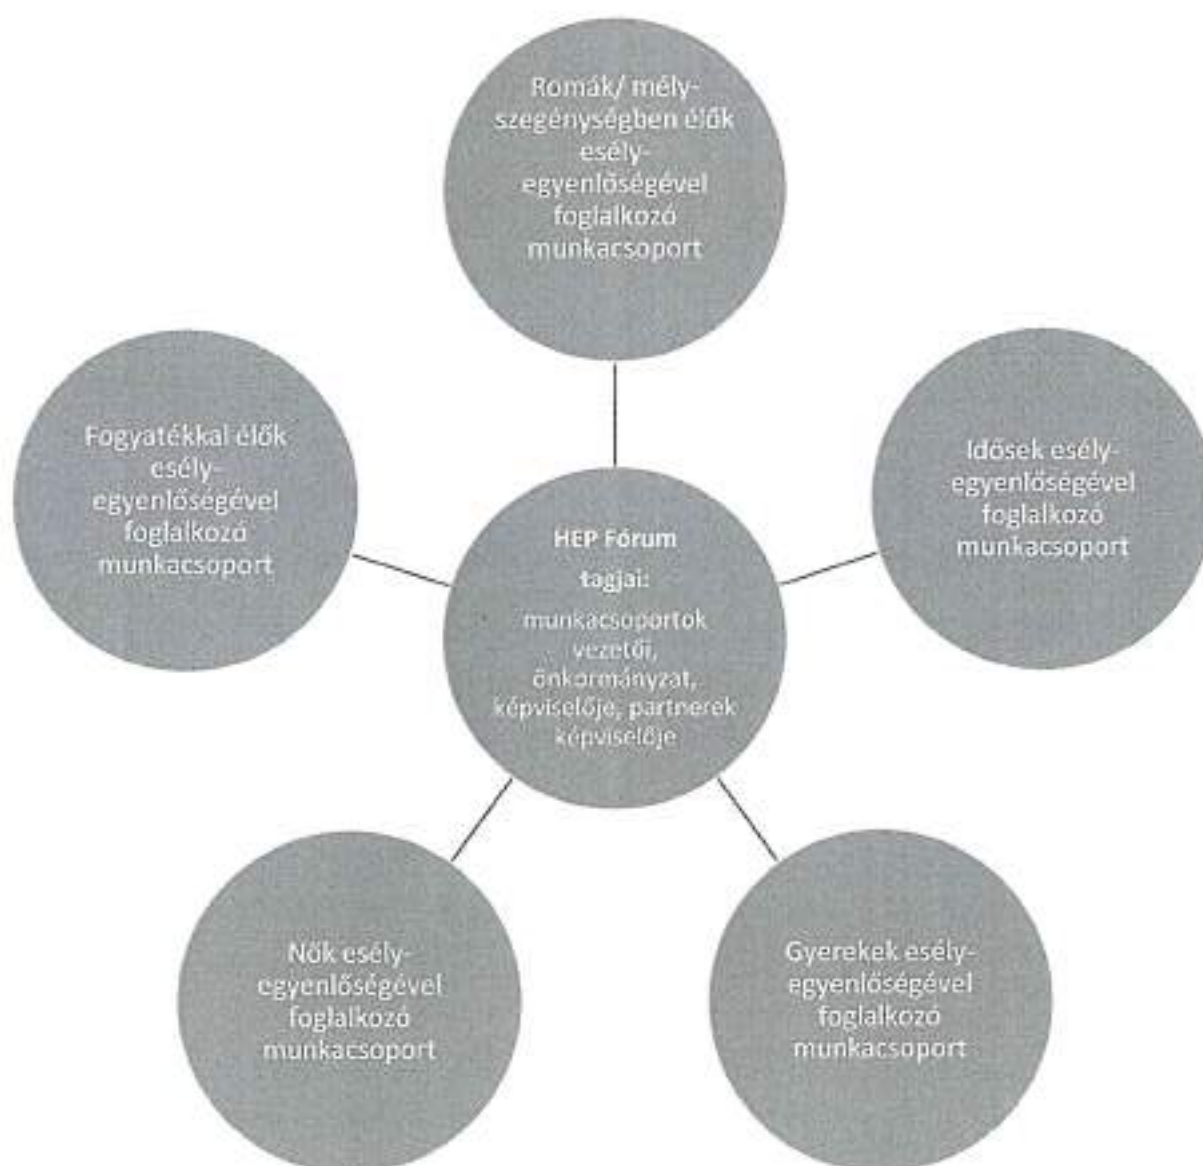 Romák/ mély-
szegénységben élők
esély-
egyenlőségével
foglalkozó
munkacsoport
Fogyatékkal élők
esély-
egyenlőségével
foglalkozó
munkacsoport
Idősek esély-
egyenlőségével
foglalkozó
munkacsoport
HEP Fórum
tagjai:
munkacsoportok
vezetői,
önkormányzat,
képviselője, partnerek
képviselője
Nők esély-
egyenlőségével
foglalkozó
munkacsoport
Gyerekek esély-
egyenlőségével
foglalkozó
munkacsoport